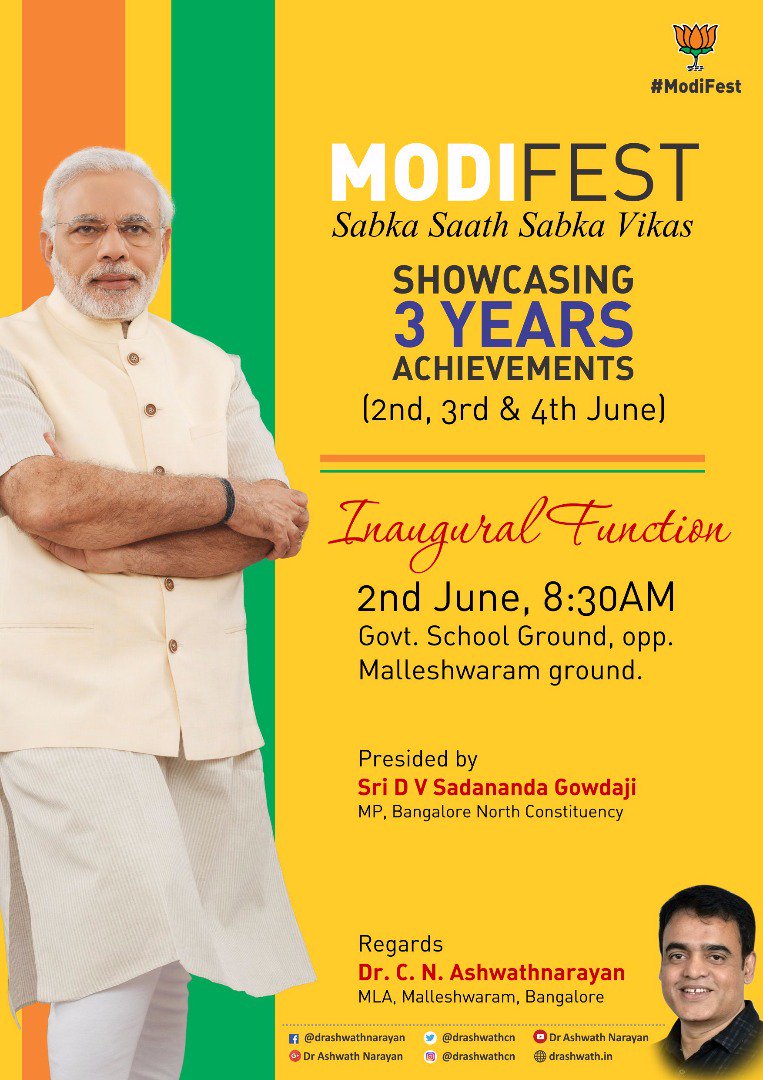 #ModiFest
MODIFEST
Sabka Saath Sabka Vikas
SHOWCASING
3 YEARS
ACHIEVEMENTS
(2nd, 3rd & 4th June)
Inaugural Function
2nd June, 8:30AM
Govt. School Ground, opp.
Malleshwaram ground.
Presided by
Sri D V Sadananda Gowdaji
MP, Bangalore North Constituency
Regards
Dr. C. N. Ashwathnarayan
MLA, Malleshwaram, Bangalore
@drashwathnarayan @drashwathcn Dr Ashwath Narayan
Dr Ashwath Narayan @drashwathcn drashwath.in